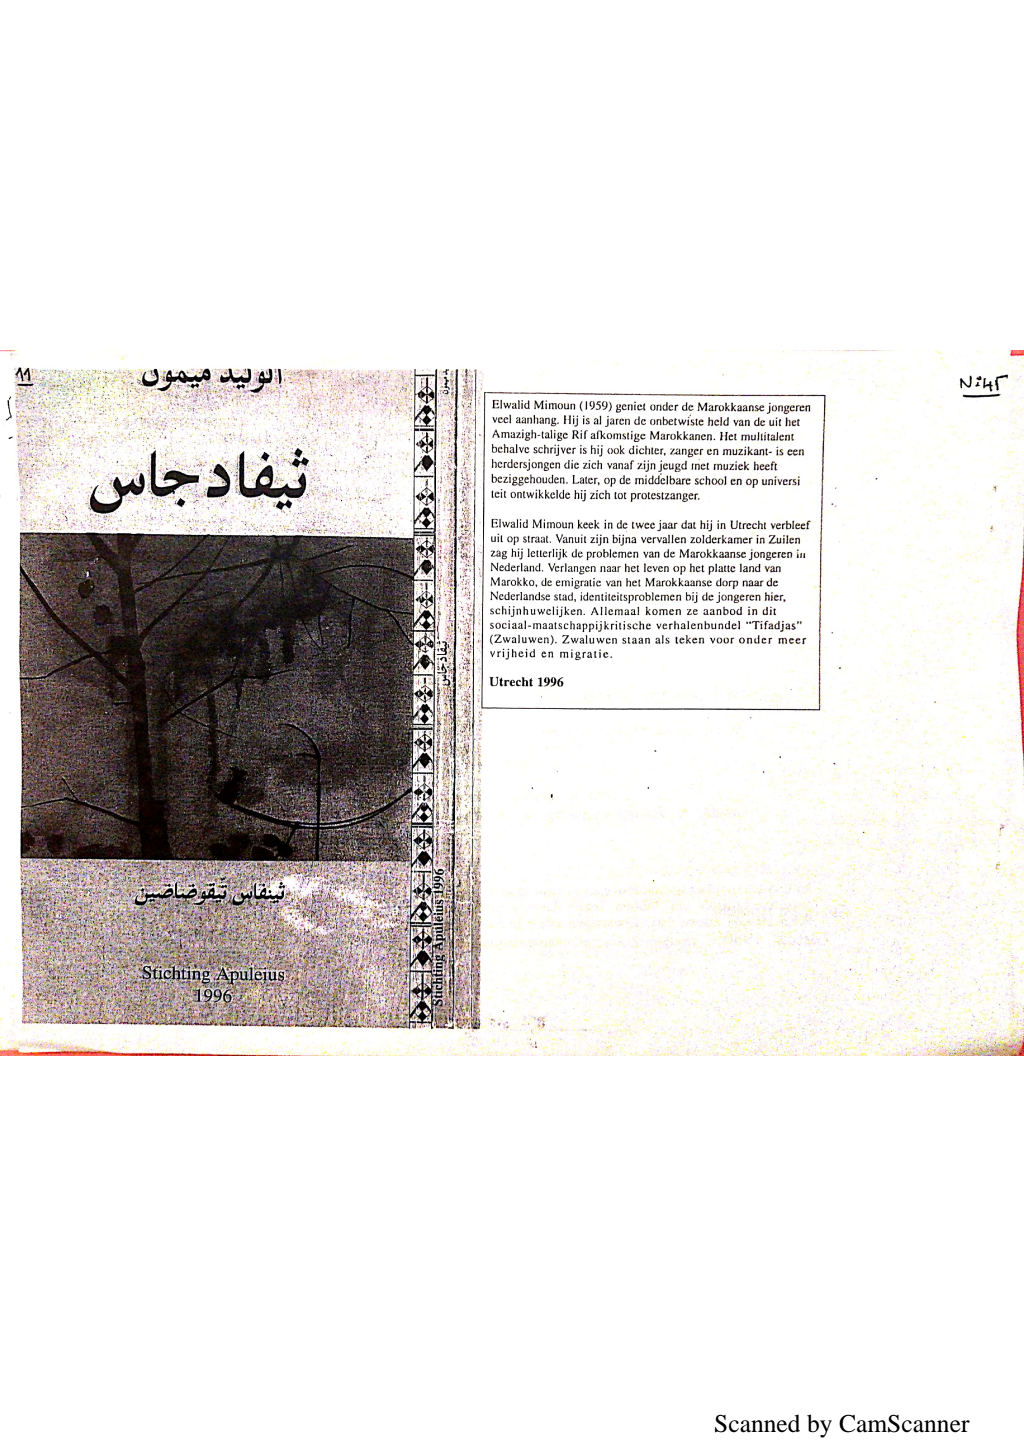 11
الوليد ميمون
ثيفادجاس
ثينفاس تيقوضاضين
Stichting Apuleius
1996
ثيفادجاس
Stichting Apuleius 1996
N:45
Elwalid Mimoun (1959) geniet onder de Marokkaanse jongeren
veel aanhang. Hij is al jaren de onbetwiste held van de uit het
Amazigh-talige Rif afkomstige Marokkanen. Het multitalent
behalve schrijver is hij ook dichter, zanger en muzikant- is een
herdersjongen die zich vanaf zijn jeugd met muziek heeft
beziggehouden. Later, op de middelbare school en op universi
teit ontwikkelde hij zich tot protestzanger.
Elwalid Mimoun keek in de twee jaar dat hij in Utrecht verbleef
uit op straat. Vanuit zijn bijna vervallen zolderkamer in Zuilen
zag hij letterlijk de problemen van de Marokkaanse jongeren in
Nederland. Verlangen naar het leven op het platte land van
Marokko, de emigratie van het Marokkaanse dorp naar de
Nederlandse stad, identiteitsproblemen bij de jongeren hier,
schijnhuwelijken. Allemaal komen ze aanbod in dit
sociaal-maatschappijkritische verhalenbundel "Tifadjas"
(Zwaluwen). Zwaluwen staan als teken voor onder meer
vrijheid en migratie.
Utrecht 1996
Scanned by CamScanner